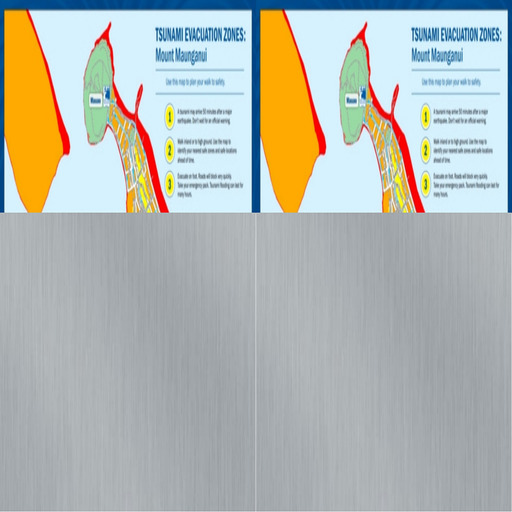 TSUNAMI EVACUATION ZONES:
Mount Maunganui
Use this map to plan your walk to safety.
1
A tsunami may arrive 50 minutes after a major
earthquake. Don't wait for an official warning.
2
Walk inland or to high ground. Use the map to
identify your nearest safe zones and safe locations
ahead of time.
3
Evacuate on foot. Roads will block very quickly.
Take your emergency pack. Tsunami flooding can last for
many hours.
TSUNAMI EVACUATION ZONES:
Mount Maunganui
Use this map to plan your walk to safety.
1
A tsunami may arrive 50 minutes after a major
earthquake. Don't wait for an official warning.
2
Walk inland or to high ground. Use the map to
identify your nearest safe zones and safe locations
ahead of time.
3
Evacuate on foot. Roads will block very quickly.
Take your emergency pack. Tsunami flooding can last for
many hours.